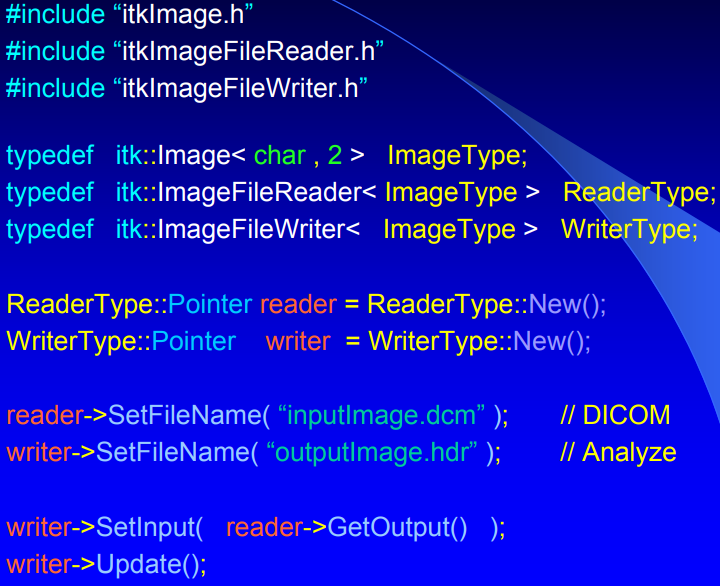 #include “itkImage.h”
#include “itkImageFileReader.h”
#include “itkImageFileWriter.h”
typedef itk::Image< char , 2 > ImageType;
typedef itk::ImageFileReader< ImageType > ReaderType;
typedef itk::ImageFileWriter< ImageType > WriterType;
ReaderType::Pointer reader = ReaderType::New();
WriterType::Pointer writer = WriterType::New();
reader->SetFileName( “inputImage.dcm” ); // DICOM
writer->SetFileName( “outputImage.hdr” ); // Analyze
writer->SetInput( reader->GetOutput() );
writer->Update();